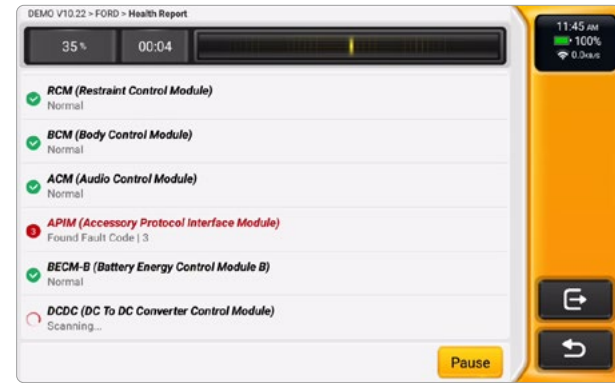 DEMO V10.22 > FORD > Health Report
11:45 AM
100%
35%
00:04
RCM (Restraint Control Module)
Normal
BCM (Body Control Module)
Normal
ACM (Audio Control Module)
Normal
3
APIM (Accessory Protocol Interface Module)
Found Fault Code | 3
BECM-B (Battery Energy Control Module B)
Normal
DCDC (DC To DC Converter Control Module)
Scanning...
Pause